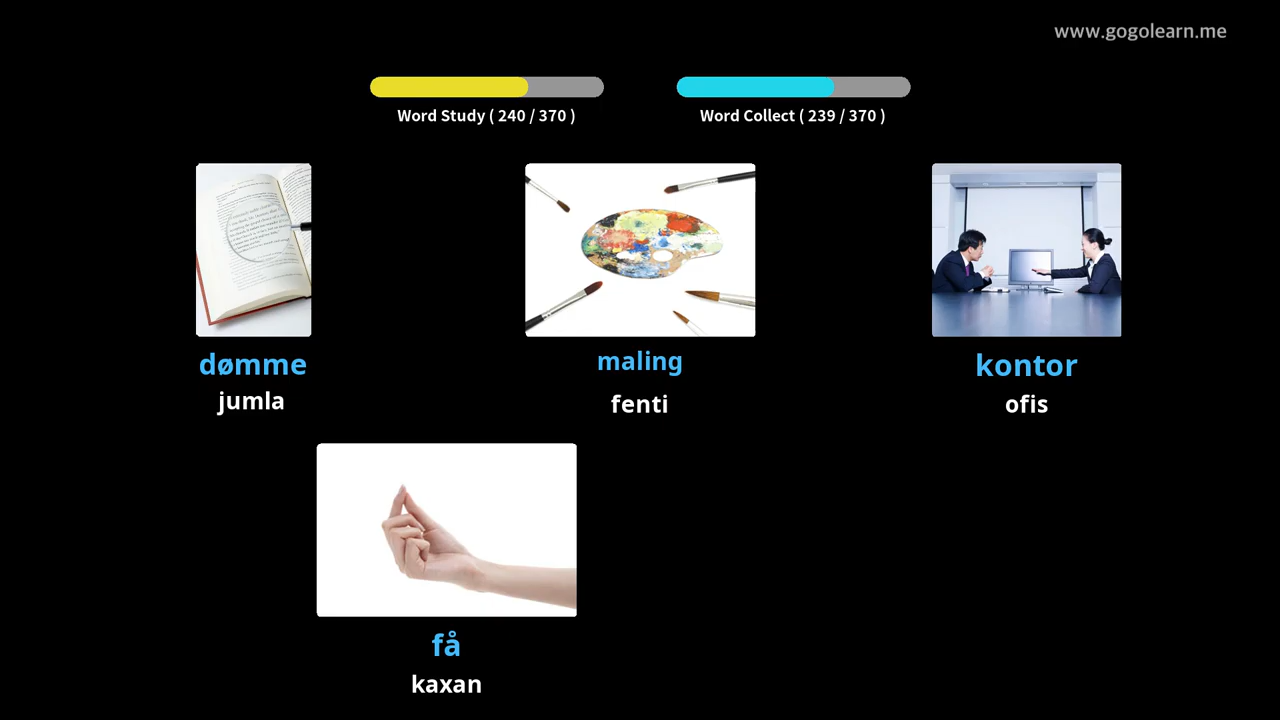 www.gogolearn.me
Word Study ( 240 / 370 )
Word Collect ( 239 / 370 )
dømme
jumla
maling
fenti
kontor
ofis
få
kaxan